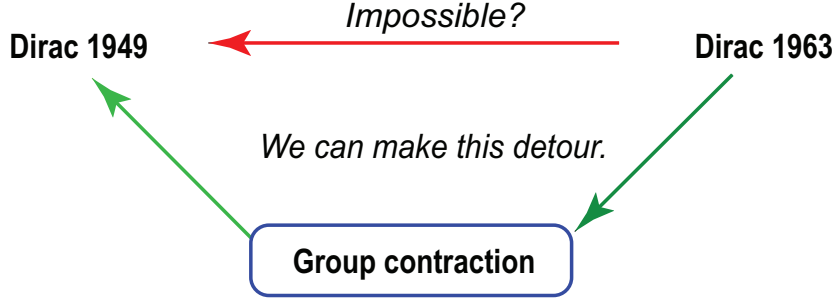 Impossible?
Dirac 1949
Dirac 1963
We can make this detour.
Group contraction